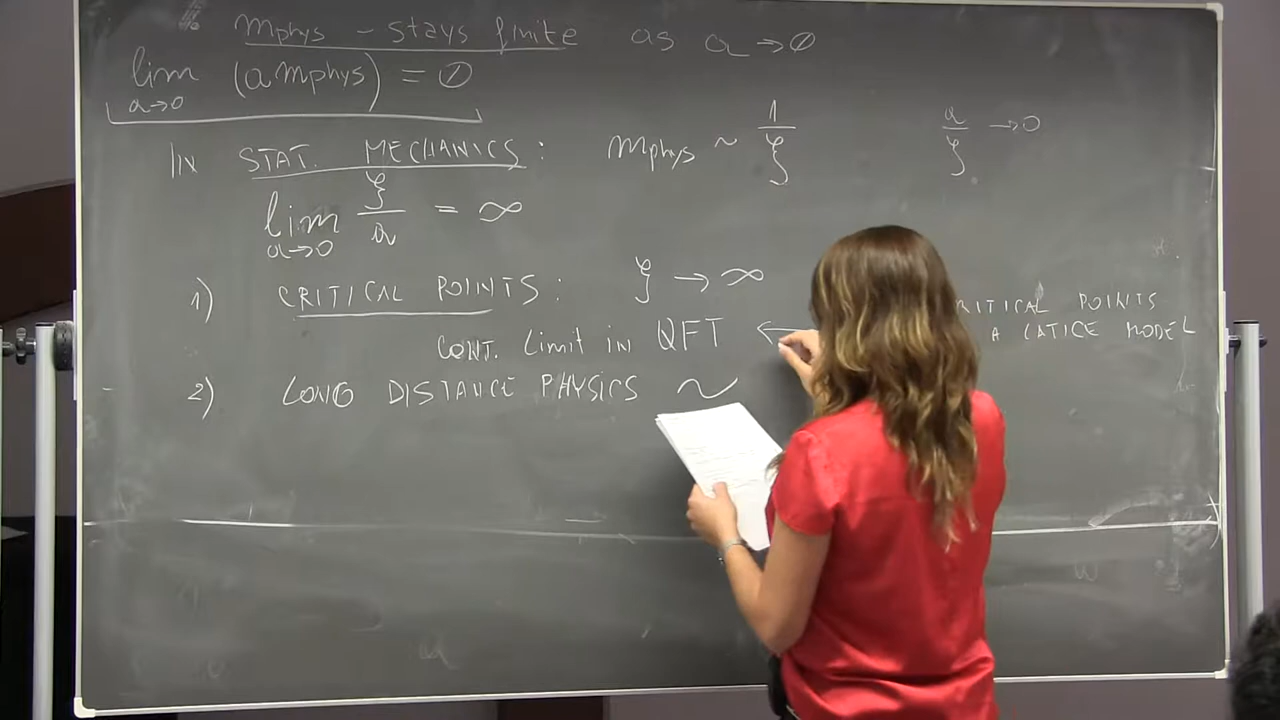 mphys - stays finite as a → 0
lim (a mphys) = 0
a→0
IN STAT. MECHANICS : mphys ~ 1/ξ a/ξ → 0
lim ξ/a = ∞
a→0
1) CRITICAL POINTS : ξ → ∞
RITICAL POINTS
CONT. Limit in QFT ← A LATICE MODEL
2) LONG DISTANCE PHYSICS ~